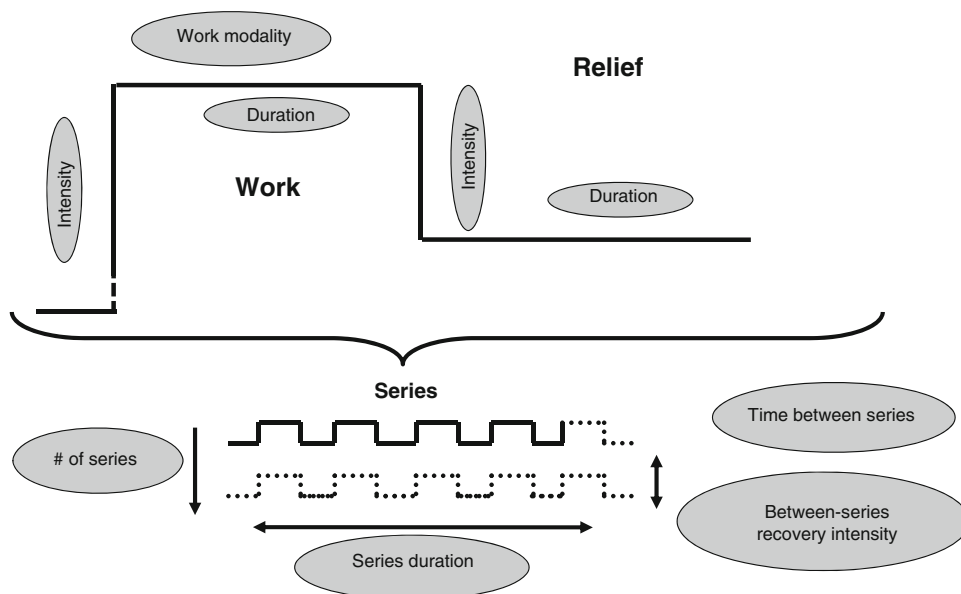 Work modality
Relief
Duration
Intensity
Intensity
Work
Duration
Series
Time between series
# of series
Between-series
recovery intensity
Series duration